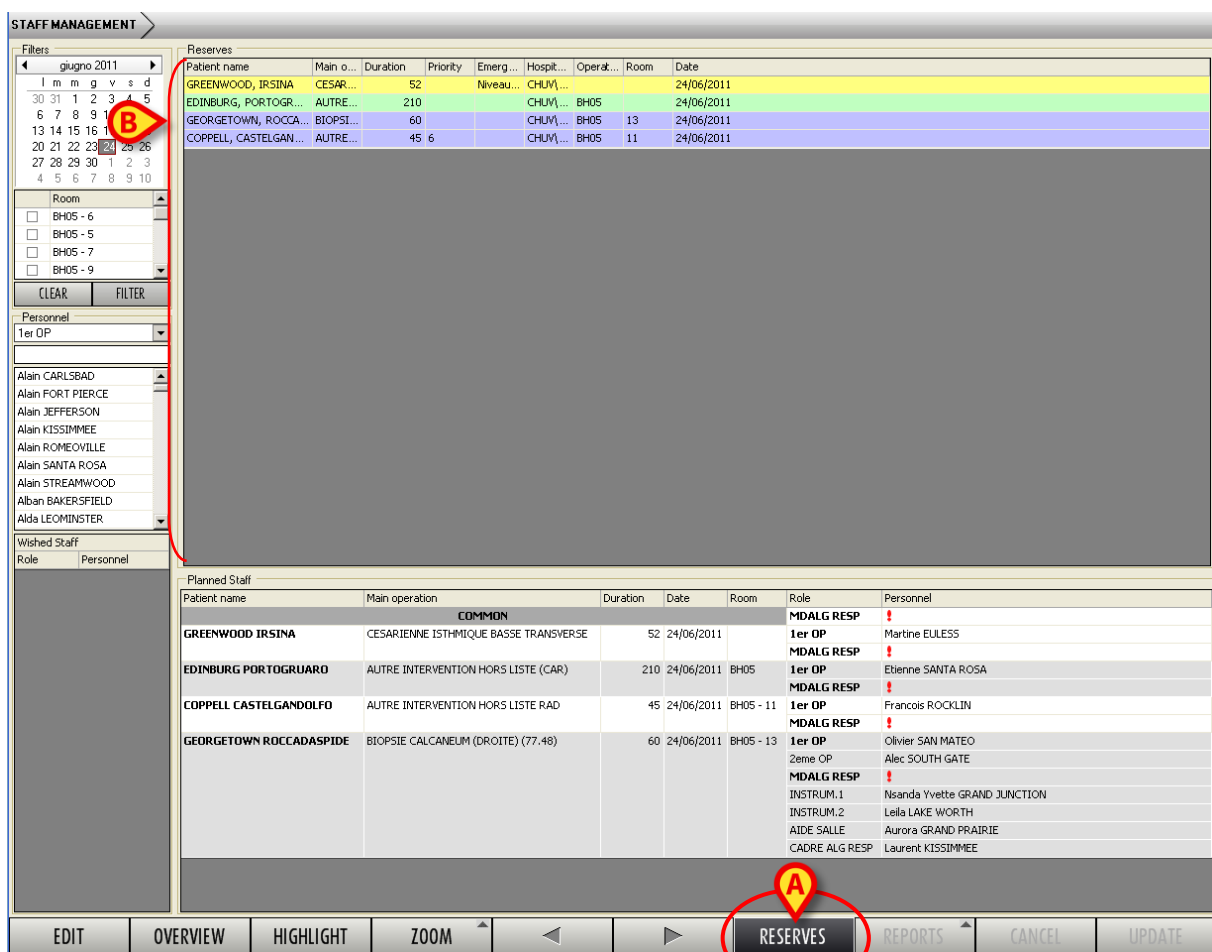 STAFF MANAGEMENT
Filters
giugno 2011
l m m g v s d
30 31 1 2 3 4 5
6 7 8 9 1
13 14 15 16 1
20 21 22 23 24 25 26
27 28 29 30 1 2 3
4 5 6 7 8 9 10
B
Room
BH05 - 6
BH05 - 5
BH05 - 7
BH05 - 9
CLEAR FILTER
Personnel
1er OP
Alain CARLSBAD
Alain FORT PIERCE
Alain JEFFERSON
Alain KISSIMMEE
Alain ROMEOVILLE
Alain SANTA ROSA
Alain STREAMWOOD
Alban BAKERSFIELD
Alda LEOMINSTER
Wished Staff
Role Personnel
Reserves
Patient name Main o... Duration Priority Emerg... Hospit... Operat... Room Date
GREENWOOD, IRSINA CESAR... 52 Niveau... CHUV\... 24/06/2011
EDINBURG, PORTOGR... AUTRE... 210 CHUV\... BH05 24/06/2011
GEORGETOWN, ROCCA... BIOPSI... 60 CHUV\... BH05 13 24/06/2011
COPPELL, CASTELGAN... AUTRE... 45 6 CHUV\... BH05 11 24/06/2011
Planned Staff
Patient name Main operation Duration Date Room Role Personnel
COMMON MDALG RESP !
GREENWOOD IRSINA CESARIENNE ISTHMIQUE BASSE TRANSVERSE 52 24/06/2011 1er OP Martine EULESS
MDALG RESP !
EDINBURG PORTOGRUARO AUTRE INTERVENTION HORS LISTE (CAR) 210 24/06/2011 BH05 1er OP Etienne SANTA ROSA
MDALG RESP !
COPPELL CASTELGANDOLFO AUTRE INTERVENTION HORS LISTE RAD 45 24/06/2011 BH05 - 11 1er OP Francois ROCKLIN
MDALG RESP !
GEORGETOWN ROCCADASPIDE BIOPSIE CALCANEUM (DROITE) (77.48) 60 24/06/2011 BH05 - 13 1er OP Olivier SAN MATEO
2eme OP Alec SOUTH GATE
MDALG RESP !
INSTRUM.1 Nsanda Yvette GRAND JUNCTION
INSTRUM.2 Leila LAKE WORTH
AIDE SALLE Aurora GRAND PRAIRIE
CADRE ALG RESP Laurent KISSIMMEE
A
EDIT OVERVIEW HIGHLIGHT ZOOM RESERVES REPORTS CANCEL UPDATE